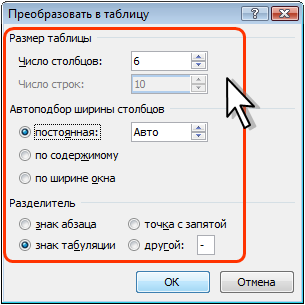 Преобразовать в таблицу
Размер таблицы
Число столбцов: 6
Число строк: 10
Автоподбор ширины столбцов
постоянная: Авто
по содержимому
по ширине окна
Разделитель
знак абзаца точка с запятой
знак табуляции другой: -
ОК Отмена